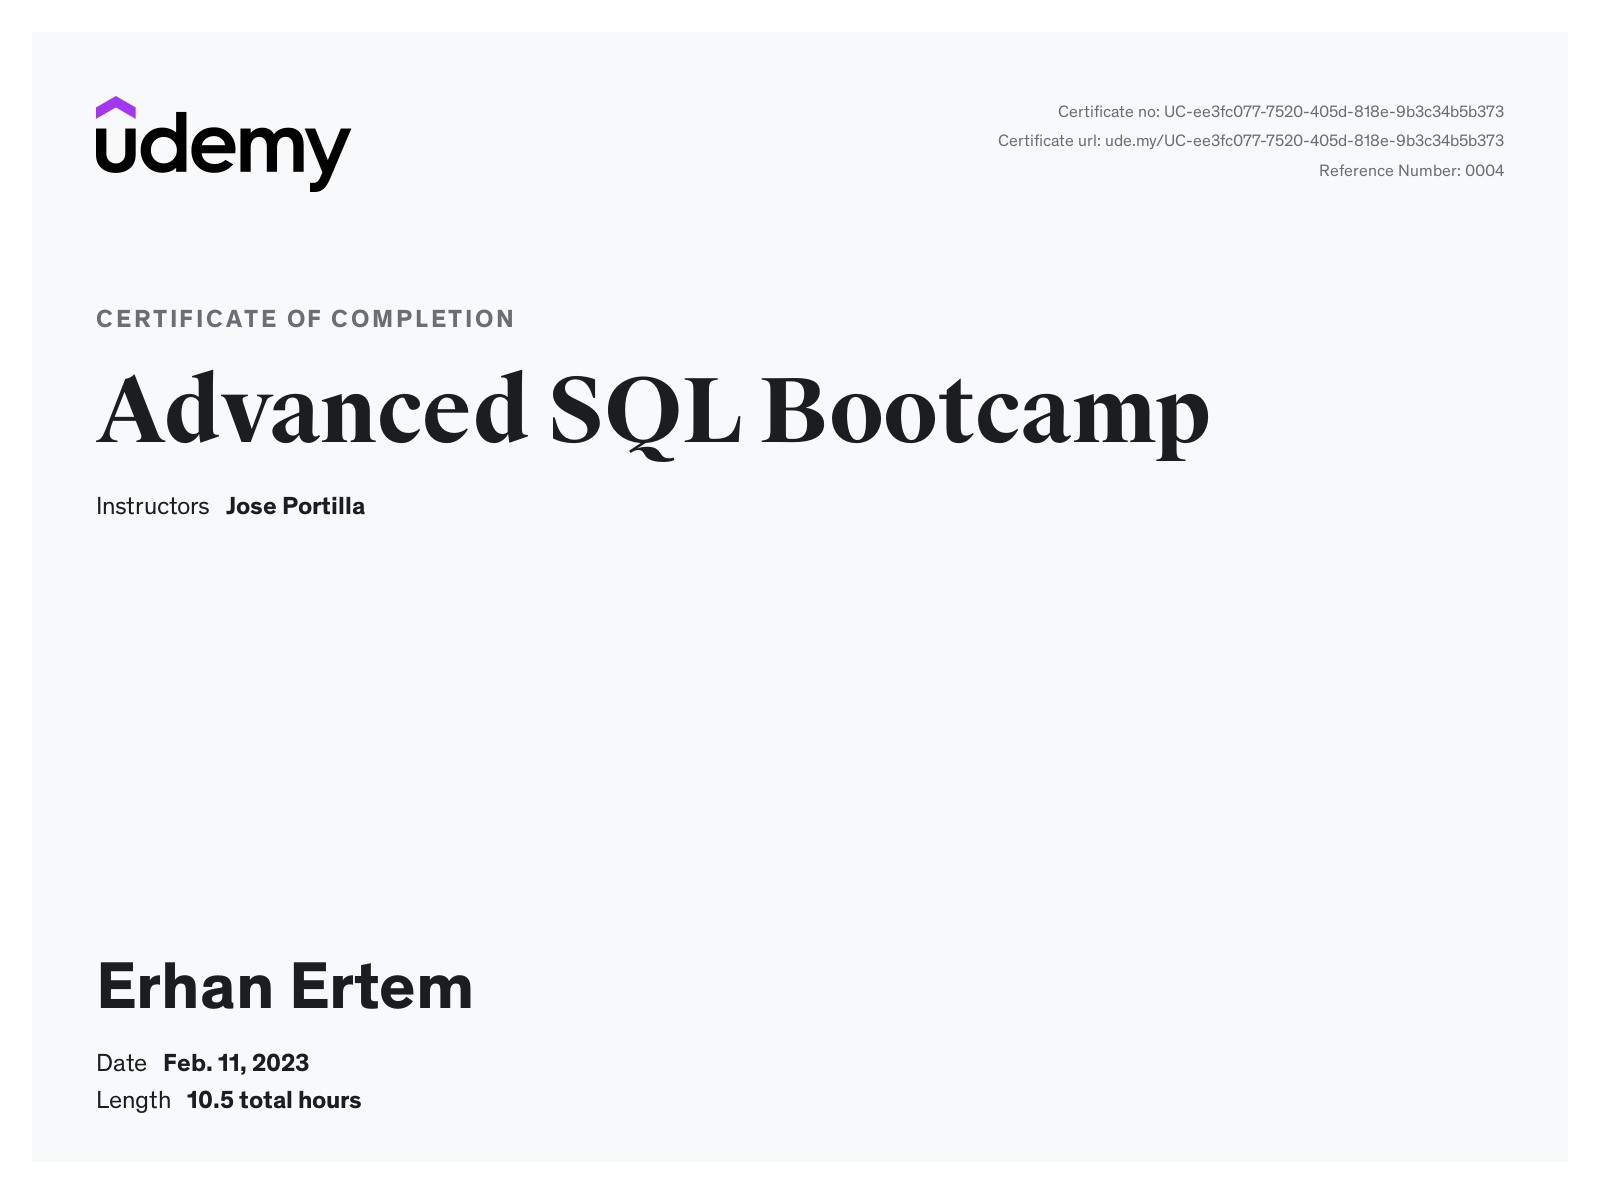 udemy
Certificate no: UC-ee3fc077-7520-405d-818e-9b3c34b5b373
Certificate url: ude.my/UC-ee3fc077-7520-405d-818e-9b3c34b5b373
Reference Number: 0004
CERTIFICATE OF COMPLETION
Advanced SQL Bootcamp
Instructors Jose Portilla
Erhan Ertem
Date Feb. 11, 2023
Length 10.5 total hours